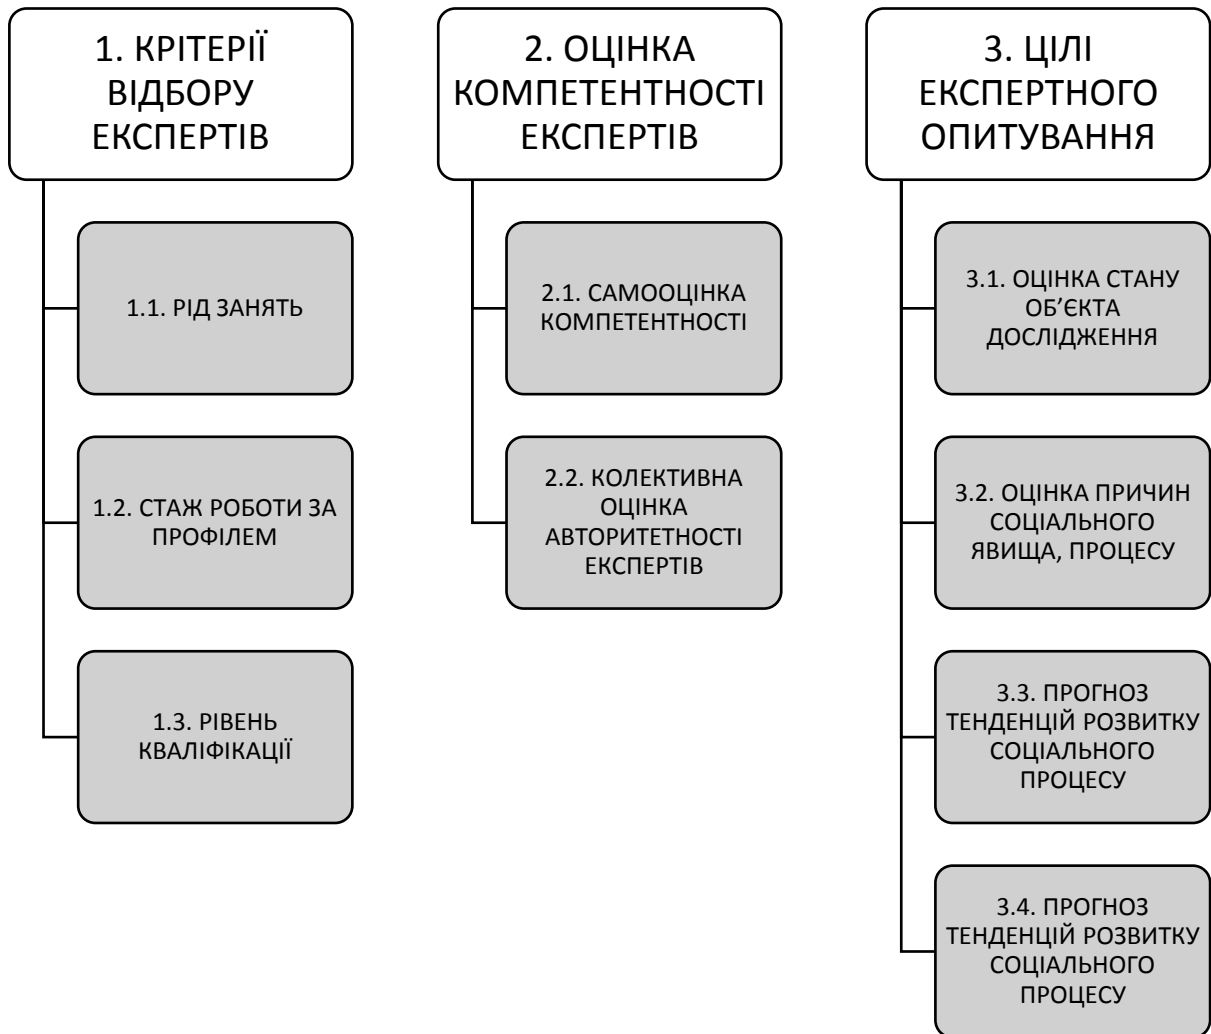 1. КРІТЕРІЇ
ВІДБОРУ
ЕКСПЕРТІВ
1.1. РІД ЗАНЯТЬ
1.2. СТАЖ РОБОТИ ЗА
ПРОФІЛЕМ
1.3. РІВЕНЬ
КВАЛІФІКАЦІЇ
2. ОЦІНКА
КОМПЕТЕНТНОСТІ
ЕКСПЕРТІВ
2.1. САМООЦІНКА
КОМПЕТЕНТНОСТІ
2.2. КОЛЕКТИВНА
ОЦІНКА
АВТОРИТЕТНОСТІ
ЕКСПЕРТІВ
3. ЦІЛІ
ЕКСПЕРТНОГО
ОПИТУВАННЯ
3.1. ОЦІНКА СТАНУ
ОБ’ЄКТА
ДОСЛІДЖЕННЯ
3.2. ОЦІНКА ПРИЧИН
СОЦІАЛЬНОГО
ЯВИЩА, ПРОЦЕСУ
3.3. ПРОГНОЗ
ТЕНДЕНЦІЙ РОЗВИТКУ
СОЦІАЛЬНОГО
ПРОЦЕСУ
3.4. ПРОГНОЗ
ТЕНДЕНЦІЙ РОЗВИТКУ
СОЦІАЛЬНОГО
ПРОЦЕСУ